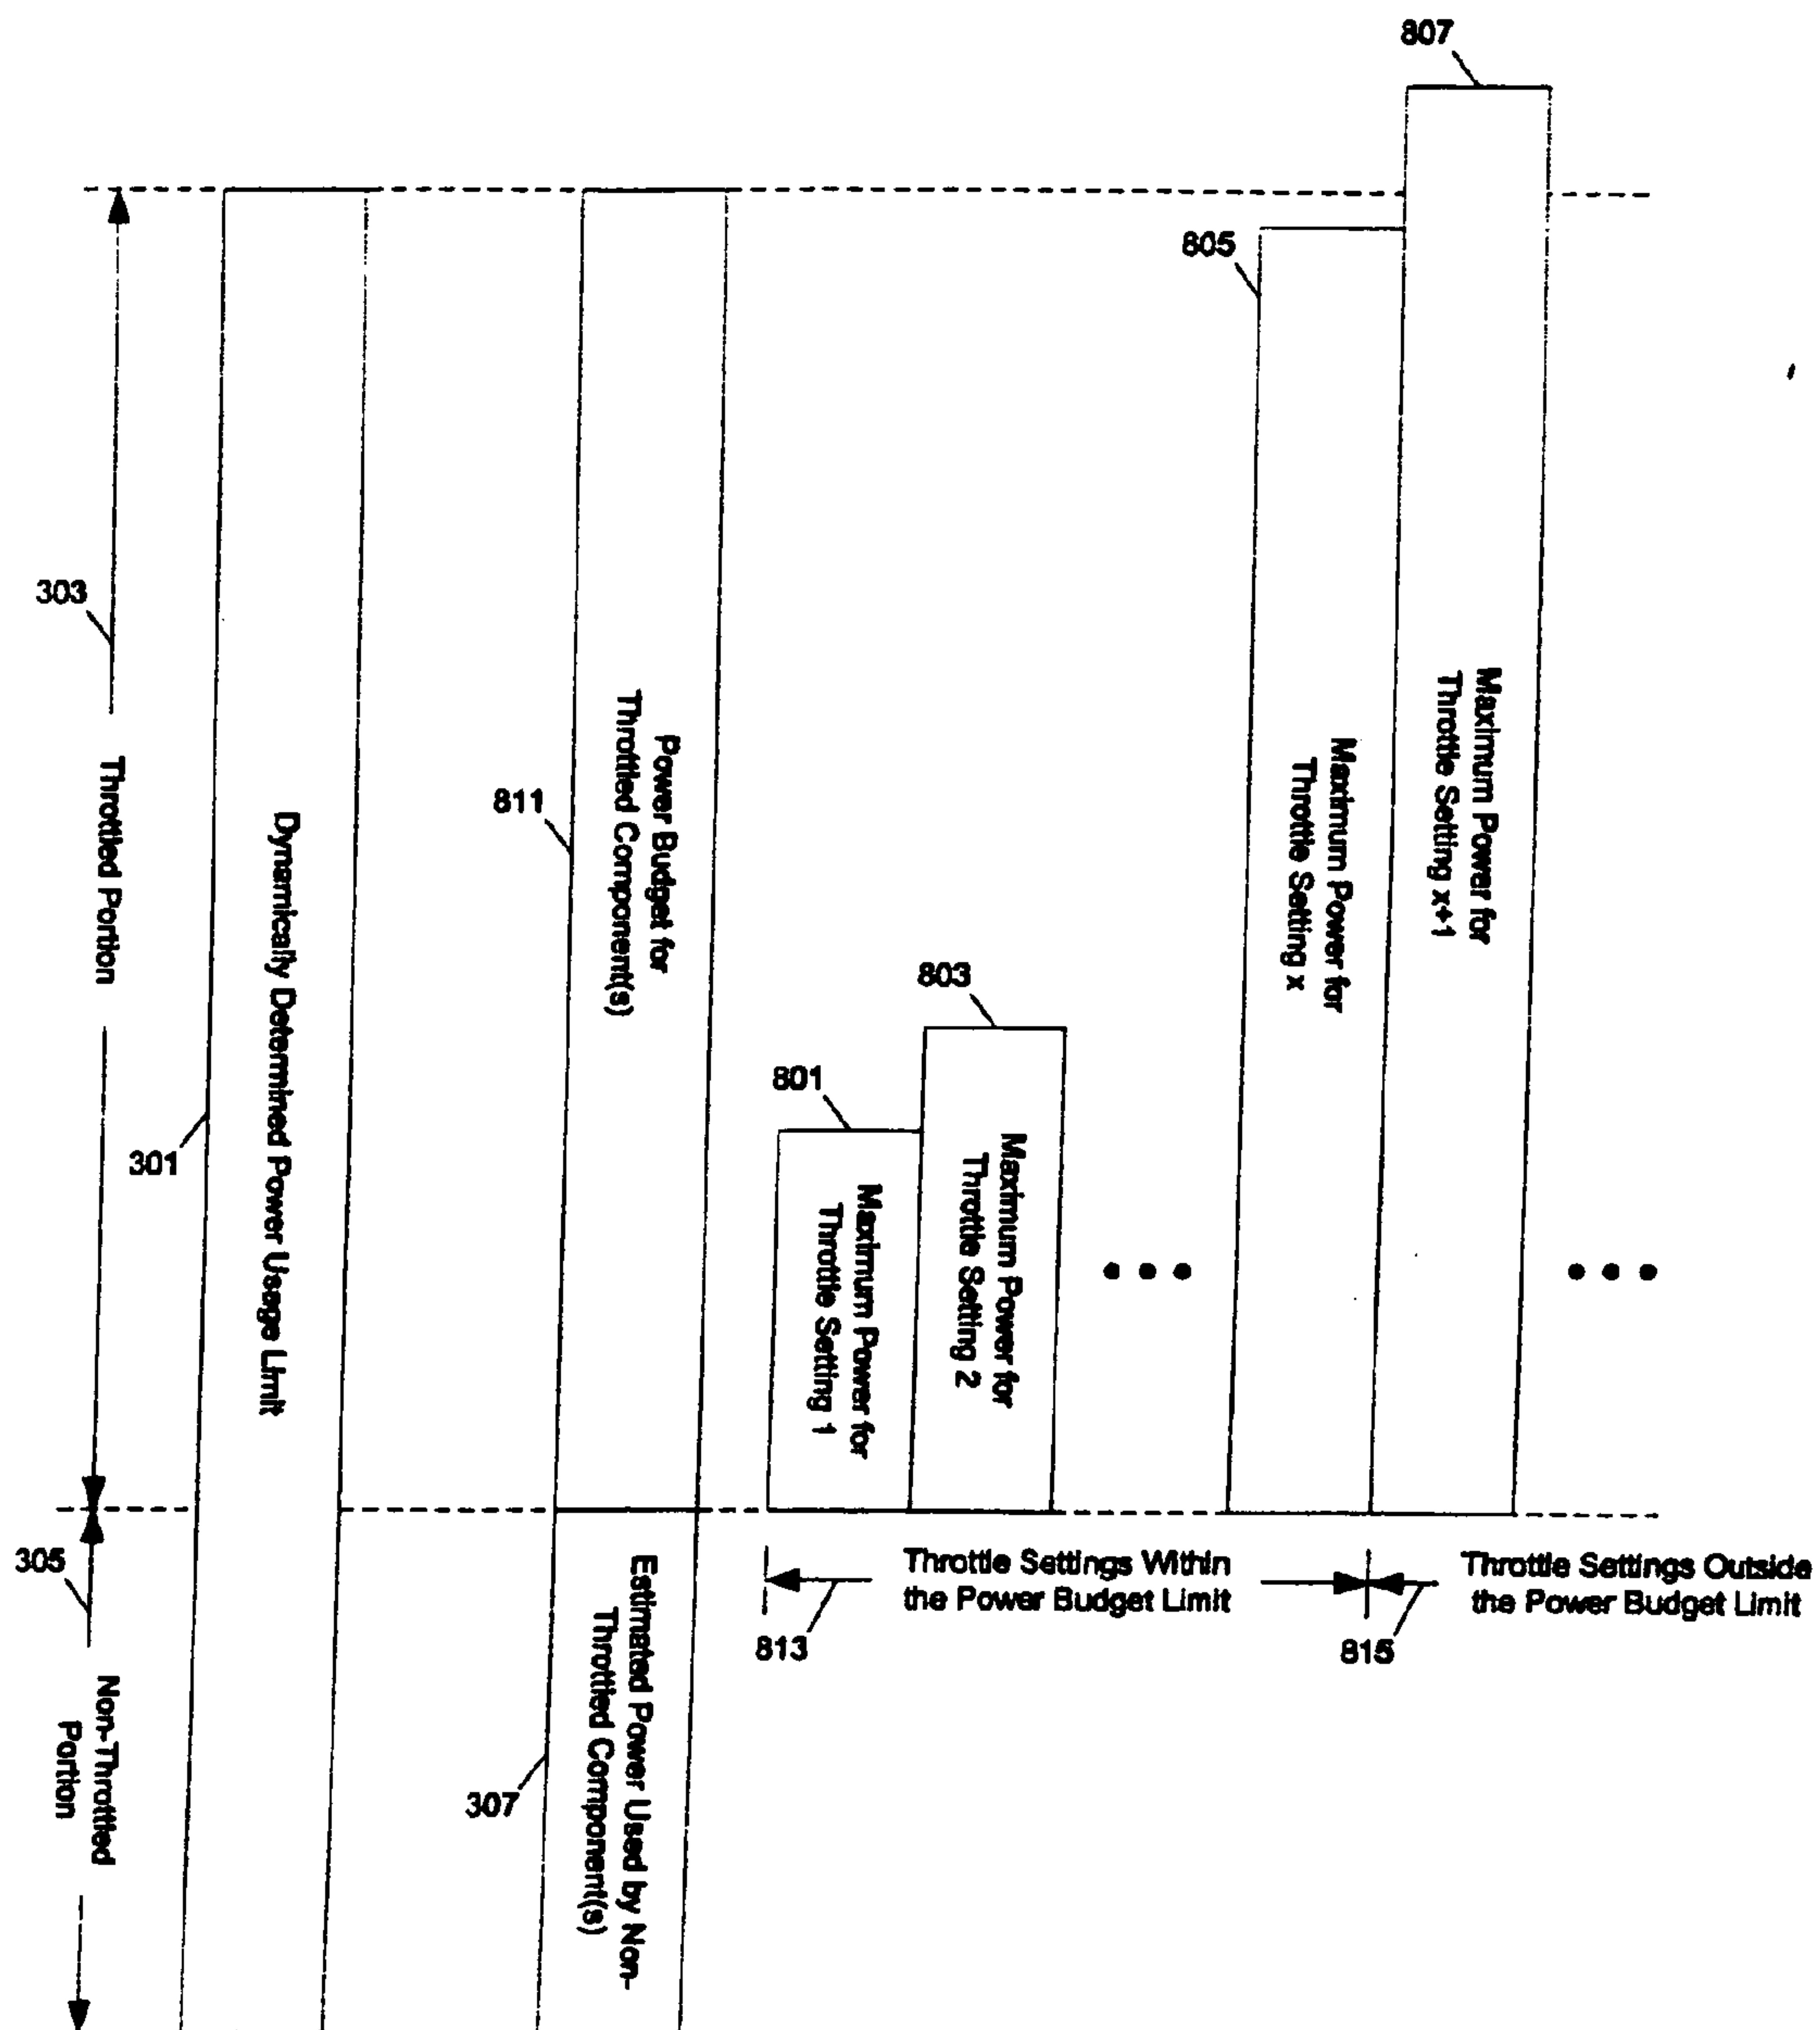 807
805
303
Throttled Portion
301
Dynamically Determined Power Usage Limit
811
Power Budget for
Throttled Component(s)
801
Maximum Power for
Throttle Setting 1
803
Maximum Power for
Throttle Setting 2
Maximum Power for
Throttle Setting x
Maximum Power for
Throttle Setting x+1
305
Non-Throttled
Portion
307
Estimated Power Used by Non-
Throttled Component(s)
Throttle Settings Within
the Power Budget Limit
813
Throttle Settings Outside
the Power Budget Limit
815